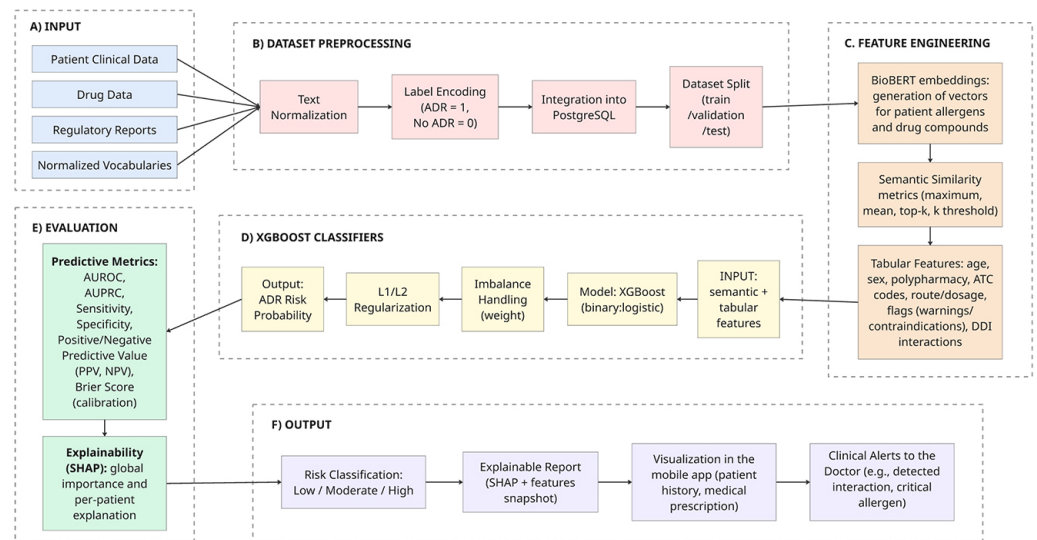 A) INPUT
Patient Clinical Data
Drug Data
Regulatory Reports
Normalized Vocabularies
B) DATASET PREPROCESSING
Text
Normalization
Label Encoding
(ADR = 1,
No ADR = 0)
Integration into
PostgreSQL
Dataset Split
(train
/validation
/test)
C. FEATURE ENGINEERING
BioBERT embeddings:
generation of vectors
for patient allergens
and drug compounds
Semantic Similarity
metrics (maximum,
mean, top-k, k threshold)
Tabular Features: age,
sex, polypharmacy, ATC
codes, route/dosage,
flags (warnings/
contraindications), DDI
interactions
D) XGBOOST CLASSIFIERS
INPUT:
semantic +
tabular
features
Model: XGBoost
(binary:logistic)
Imbalance
Handling
(weight)
L1/L2
Regularization
Output:
ADR Risk
Probability
E) EVALUATION
Predictive Metrics:
AUROC,
AUPRC,
Sensitivity,
Specificity,
Positive/Negative
Predictive Value
(PPV, NPV),
Brier Score
(calibration)
Explainability
(SHAP): global
importance and
per-patient
explanation
F) OUTPUT
Risk Classification:
Low / Moderate / High
Explainable Report
(SHAP + features
snapshot)
Visualization in the
mobile app (patient
history, medical
prescription)
Clinical Alerts to the
Doctor (e.g., detected
interaction, critical
allergen)